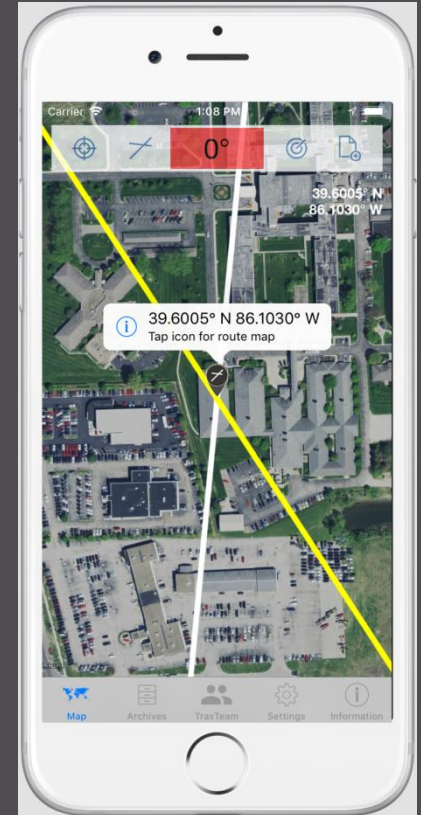 Carrier 1:08 PM
0°
39.6005° N
86.1030° W
39.6005° N 86.1030° W
Tap icon for route map
Map Archives TraxTeam Settings Information